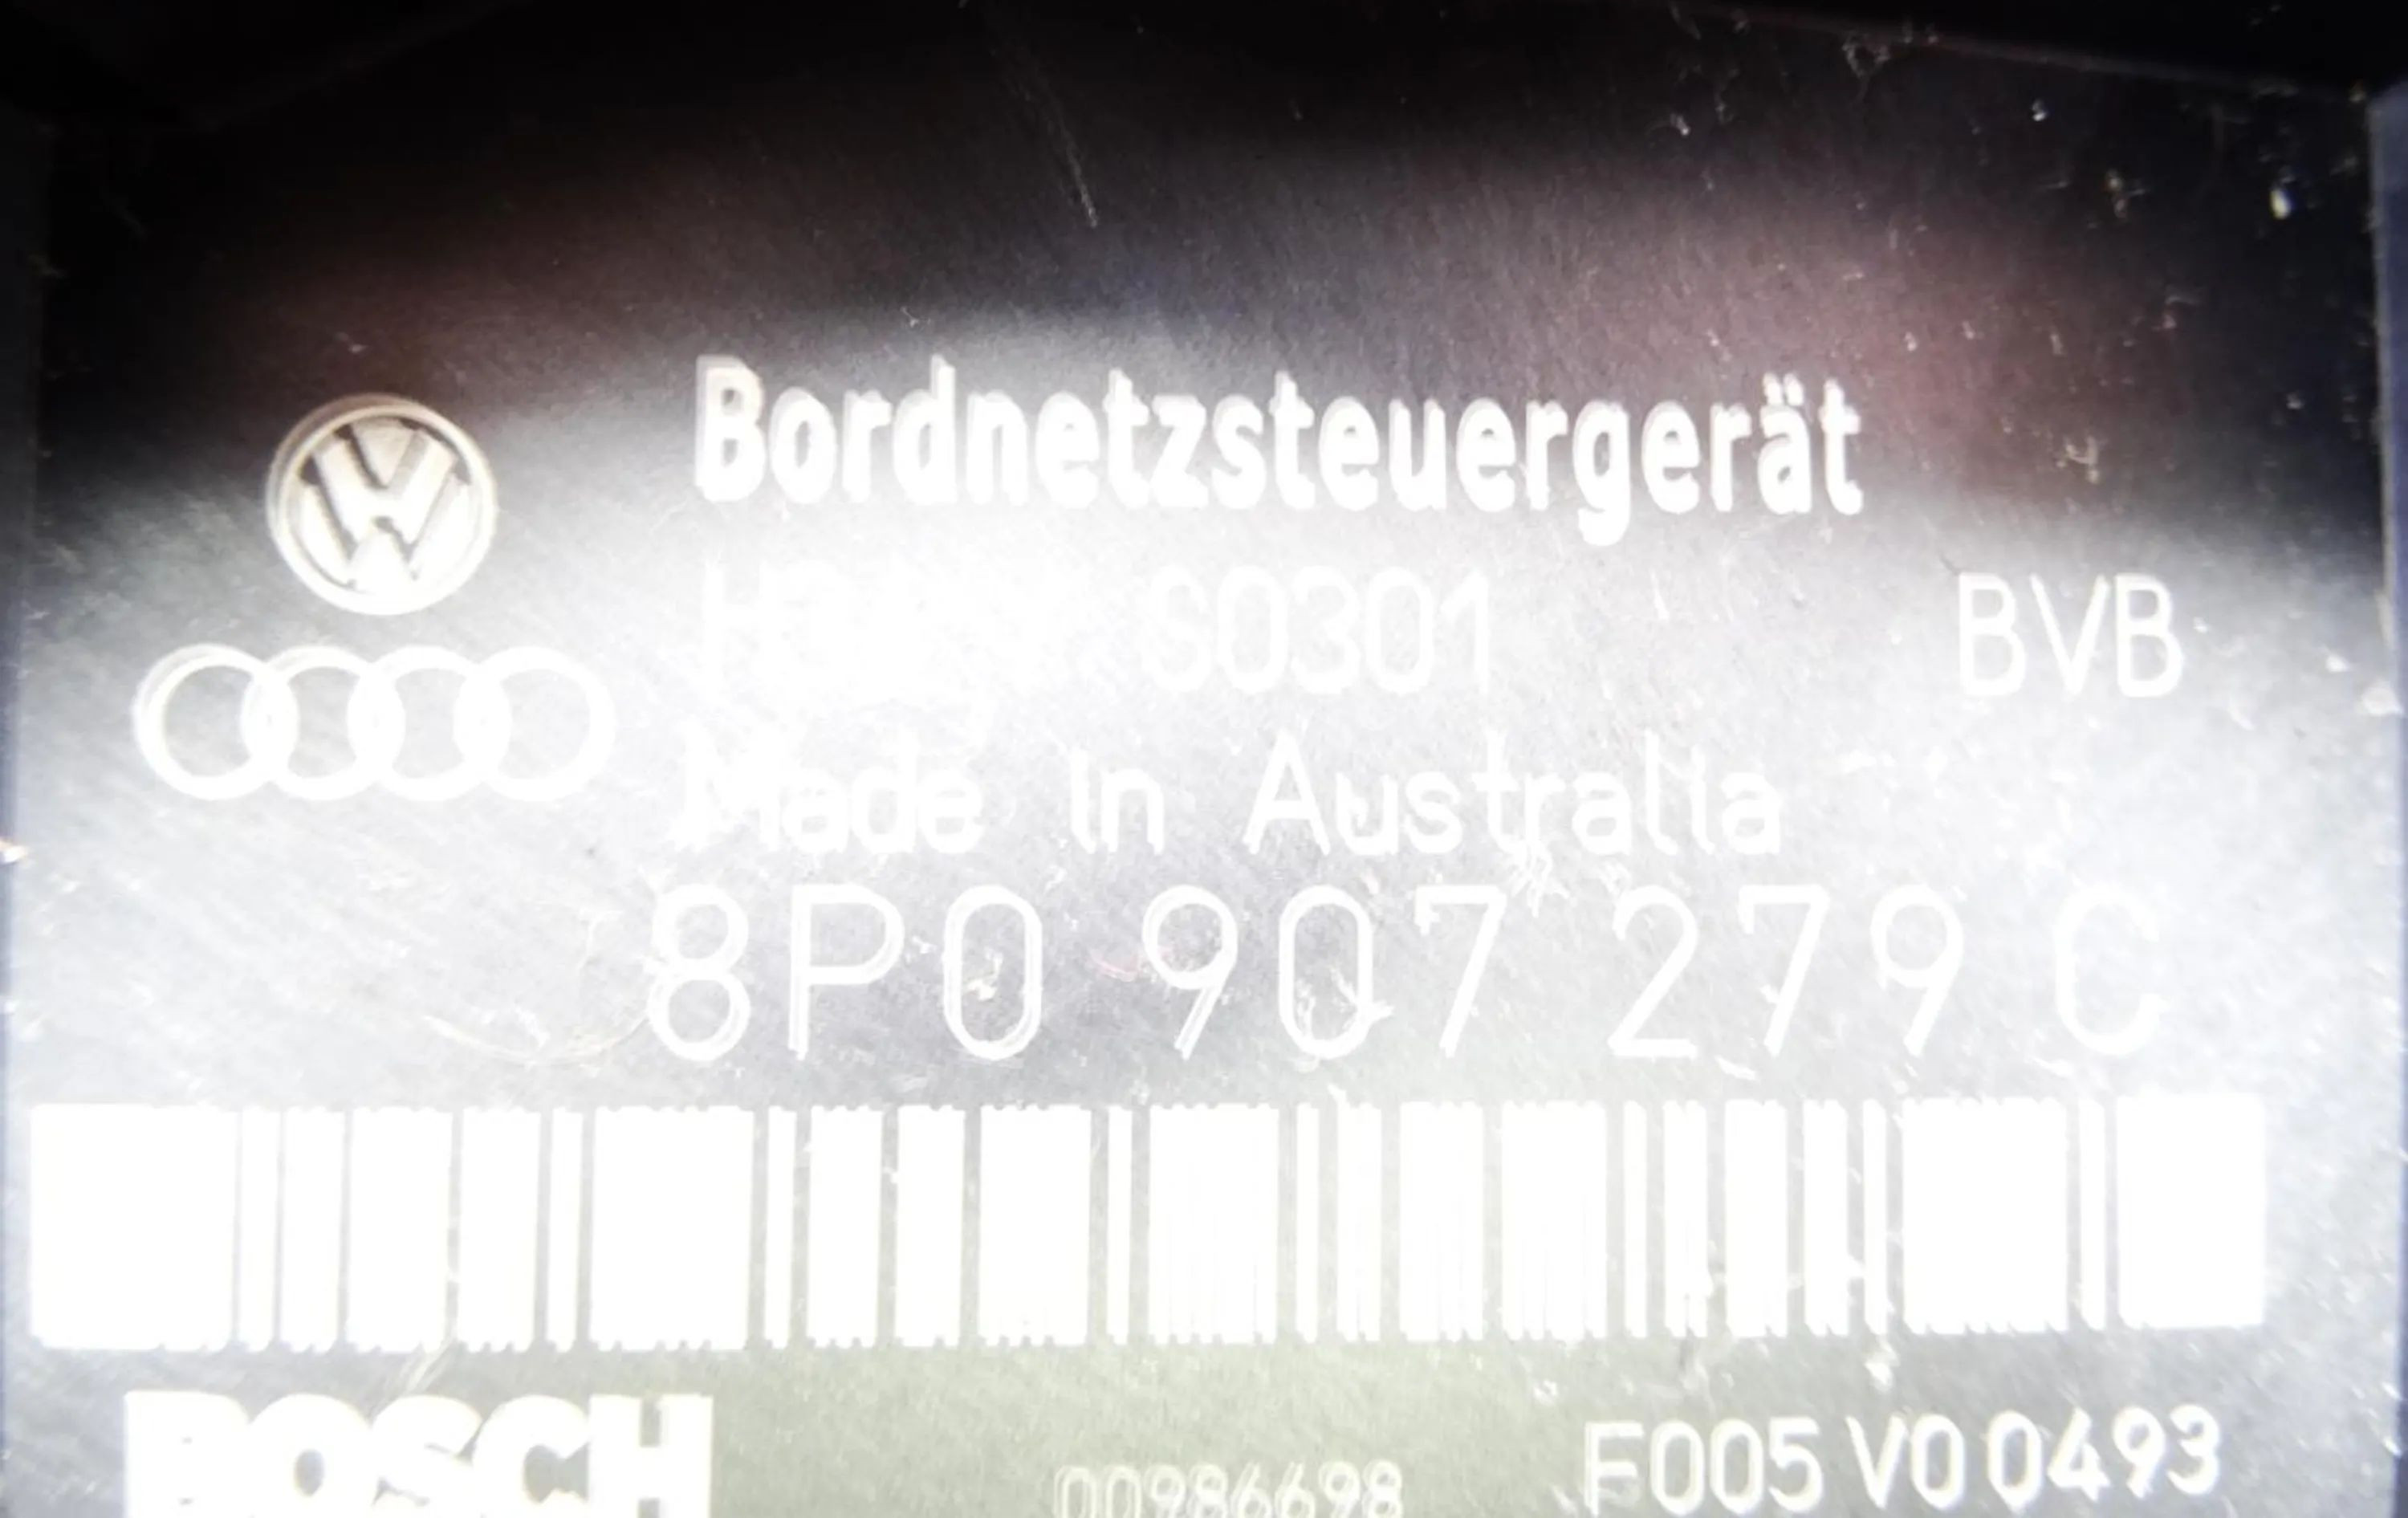 Bordnetzsteuergerät
S0301 BVB
Made in Australia
8P0 907 279 C
BOSCH 00986698 F005 V0 0493